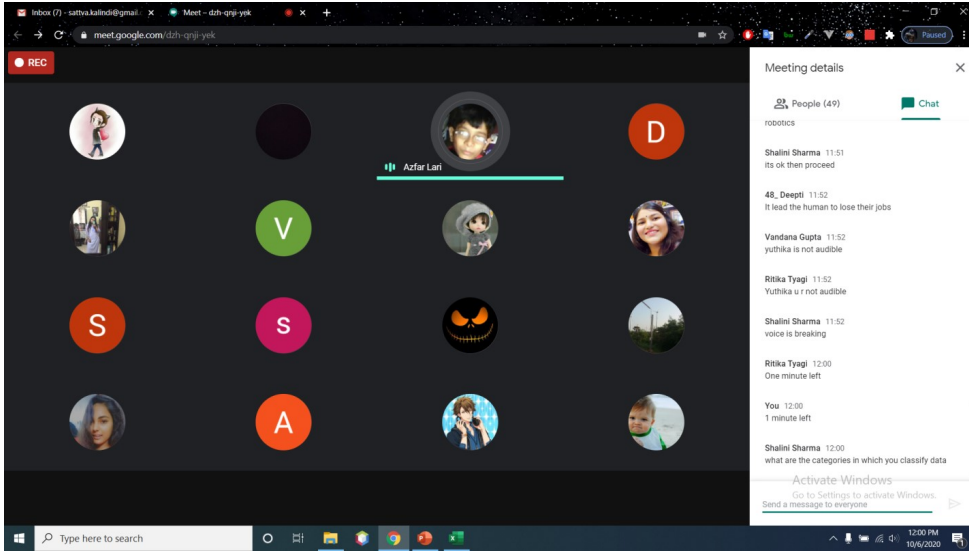 Inbox (7) - sattva.kalindi@gmail.
Meet – dzh-qnji-yek
meet.google.com/dzh-qnji-yek
Paused
REC
Azfar Lari
D
V
S
s
A
Meeting details
People (49)
Chat
robotics
Shalini Sharma 11:51
its ok then proceed
48_ Deepti 11:52
It lead the human to lose their jobs
Vandana Gupta 11:52
yuthika is not audible
Ritika Tyagi 11:52
Yuthika u r not audible
Shalini Sharma 11:52
voice is breaking
Ritika Tyagi 12:00
One minute left
You 12:00
1 minute left
Shalini Sharma 12:00
what are the categories in which you classify data
Activate Windows
Go to Settings to activate Windows.
Send a message to everyone
Type here to search
12:00 PM
10/6/2020